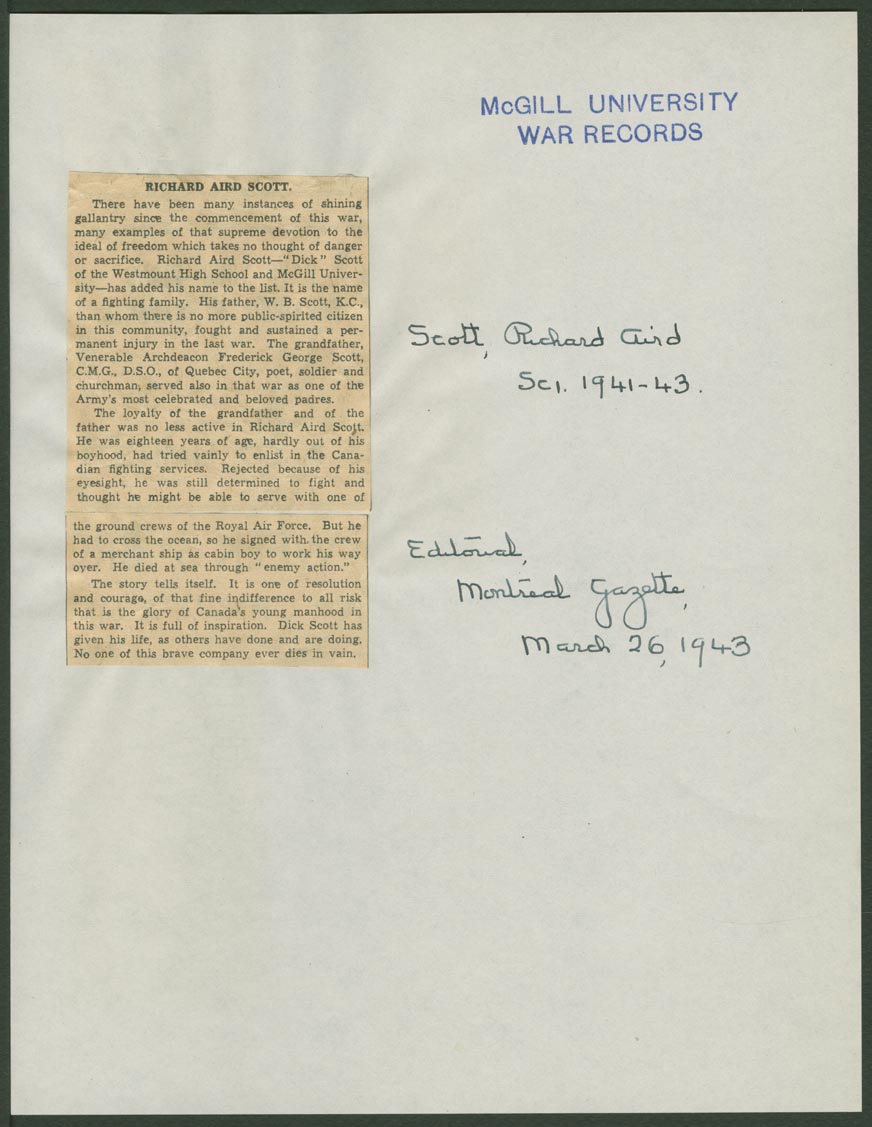 McGILL UNIVERSITY
WAR RECORDS
RICHARD AIRD SCOTT.
There have been many instances of shining
gallantry since the commencement of this war,
many examples of that supreme devotion to the
ideal of freedom which takes no thought of danger
or sacrifice. Richard Aird Scott—"Dick" Scott
of the Westmount High School and McGill Univer-
sity—has added his name to the list. It is the name
of a fighting family. His father, W. B. Scott, K.C.,
than whom there is no more public-spirited citizen
in this community, fought and sustained a per-
manent injury in the last war. The grandfather,
Venerable Archdeacon Frederick George Scott,
C.M.G., D.S.O., of Quebec City, poet, soldier and
churchman, served also in that war as one of the
Army's most celebrated and beloved padres.
The loyalty of the grandfather and of the
father was no less active in Richard Aird Scott.
He was eighteen years of age, hardly out of his
boyhood, had tried vainly to enlist in the Cana-
dian fighting services. Rejected because of his
eyesight, he was still determined to fight and
thought he might be able to serve with one of
the ground crews of the Royal Air Force. But he
had to cross the ocean, so he signed with the crew
of a merchant ship as cabin boy to work his way
over. He died at sea through "enemy action."
The story tells itself. It is one of resolution
and courage, of that fine indifference to all risk
that is the glory of Canada's young manhood in
this war. It is full of inspiration. Dick Scott has
given his life, as others have done and are doing.
No one of this brave company ever dies in vain.
Scott, Richard Aird
Sci. 1941-43.
Editorial,
Montreal Gazette,
March 26, 1943